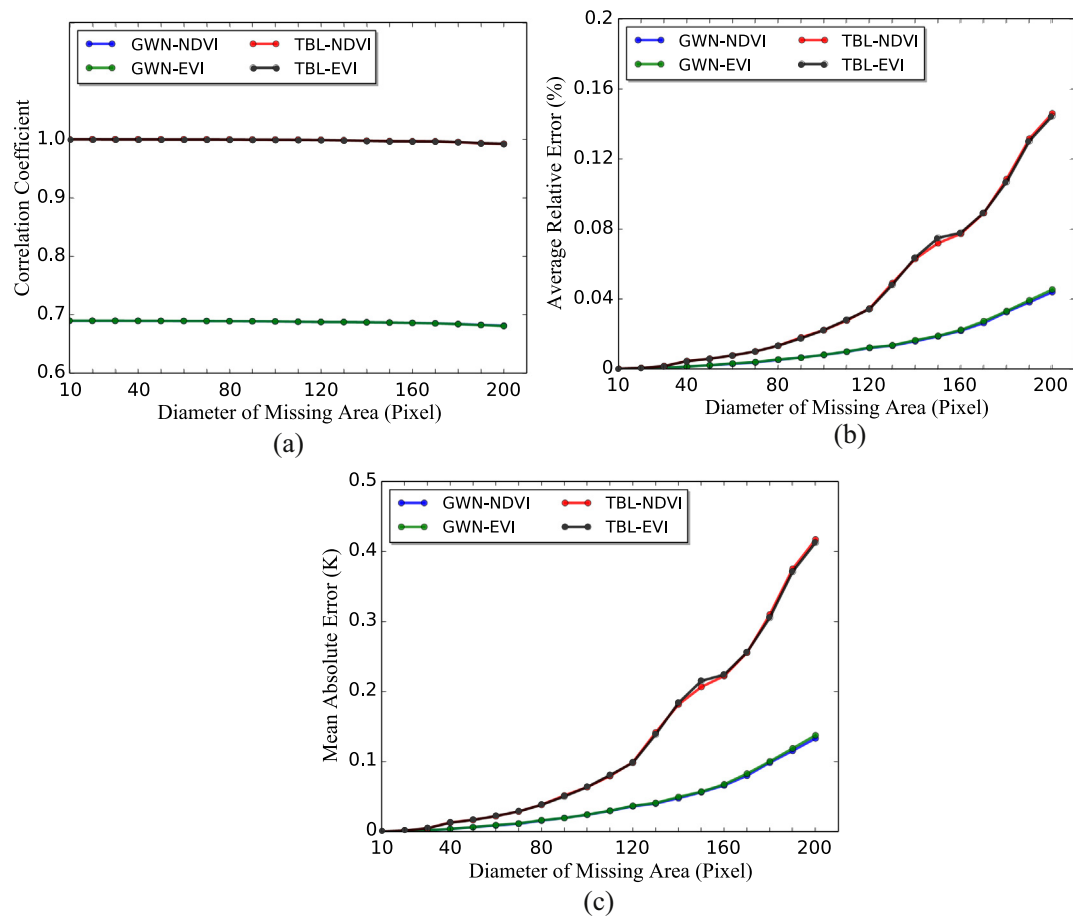 GWN-NDVI TBL-NDVI
GWN-EVI TBL-EVI
Correlation Coefficient
1.0
0.9
0.8
0.7
0.6
10 40 80 120 160 200
Diameter of Missing Area (Pixel)
(a)
0.2
GWN-NDVI TBL-NDVI
GWN-EVI TBL-EVI
Average Relative Error (%)
0.16
0.12
0.08
0.04
0
10 40 80 120 160 200
Diameter of Missing Area (Pixel)
(b)
0.5
GWN-NDVI TBL-NDVI
GWN-EVI TBL-EVI
Mean Absolute Error (K)
0.4
0.3
0.2
0.1
0
10 40 80 120 160 200
Diameter of Missing Area (Pixel)
(c)